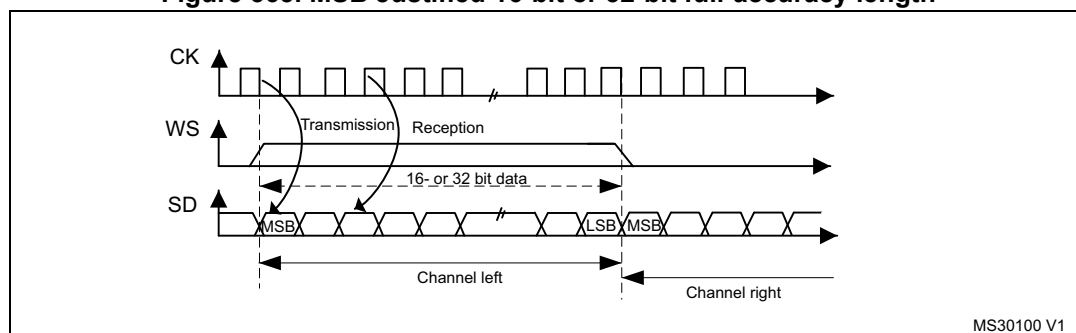 Figure MSB Justified 16-bit or 32-bit full-accuracy length
CK
Transmission
Reception
WS
16- or 32 bit data
SD
MSB
LSB
MSB
Channel left
Channel right
MS30100 V1